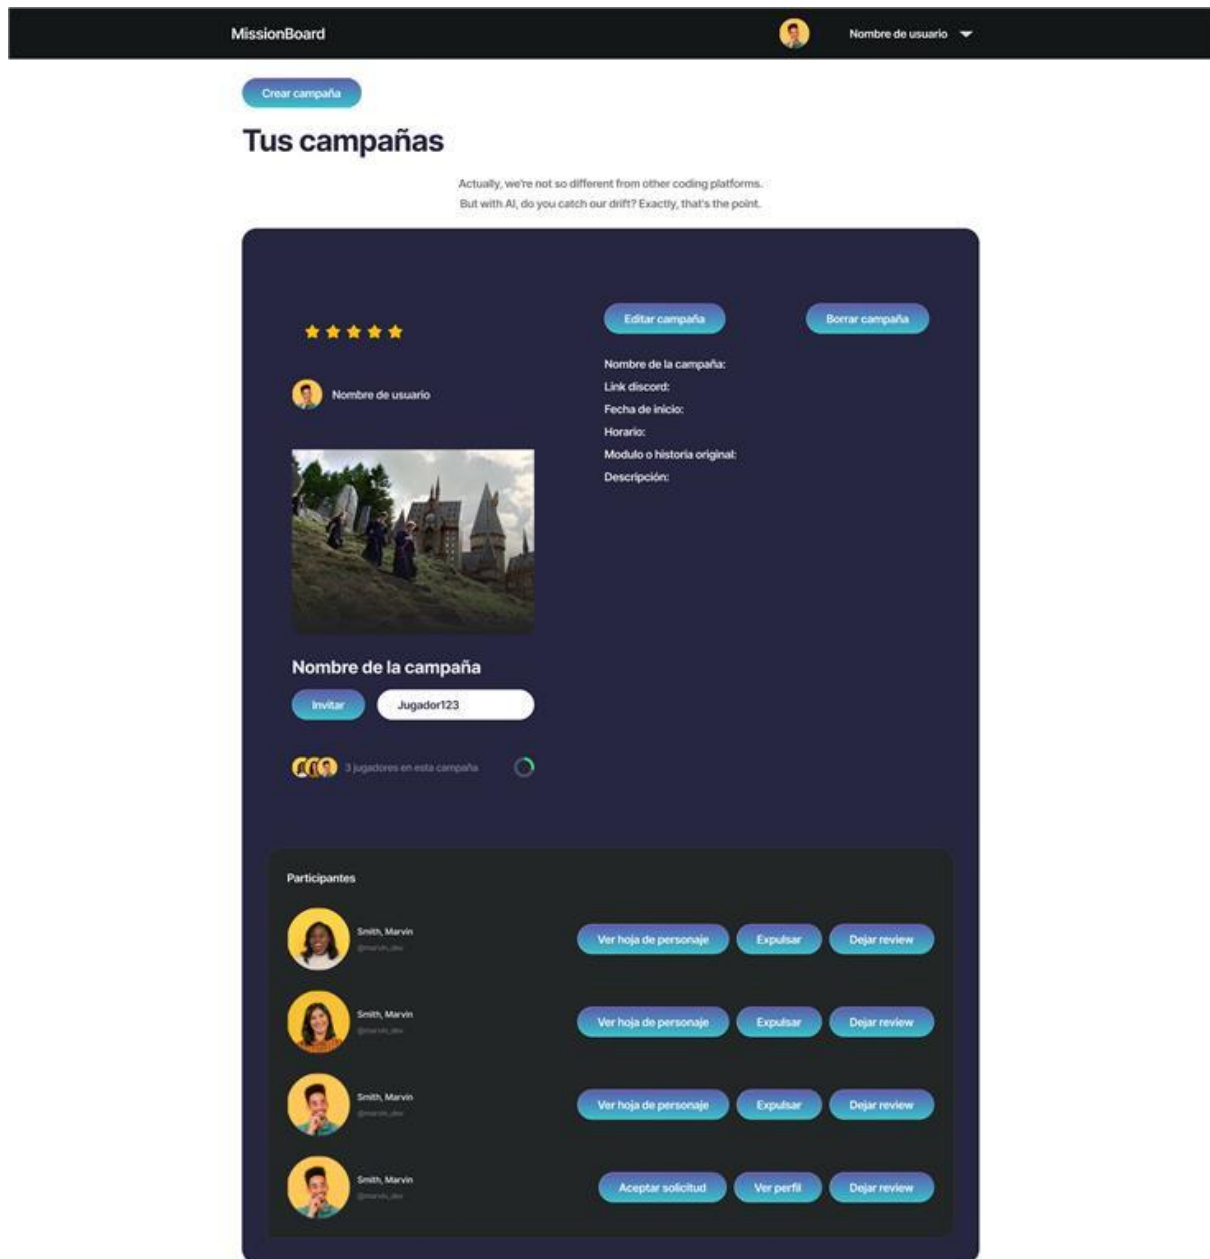 MissionBoard
Nombre de usuario
Crear campaña
Tus campañas
Actually, we're not so different from other coding platforms.
But with AI, do you catch our drift? Exactly, that's the point.
Editar campaña
Borrar campaña
Nombre de usuario
Nombre de la campaña:
Link discord:
Fecha de inicio:
Horario:
Modulo o historia original:
Descripción:
Nombre de la campaña
Invitar
Jugador123
3 jugadores en esta campaña
Participantes
Smith, Marvin
@marvin_dev
Ver hoja de personaje
Expulsar
Dejar review
Smith, Marvin
@marvin_dev
Ver hoja de personaje
Expulsar
Dejar review
Smith, Marvin
@marvin_dev
Ver hoja de personaje
Expulsar
Dejar review
Smith, Marvin
@marvin_dev
Aceptar solicitud
Ver perfil
Dejar review